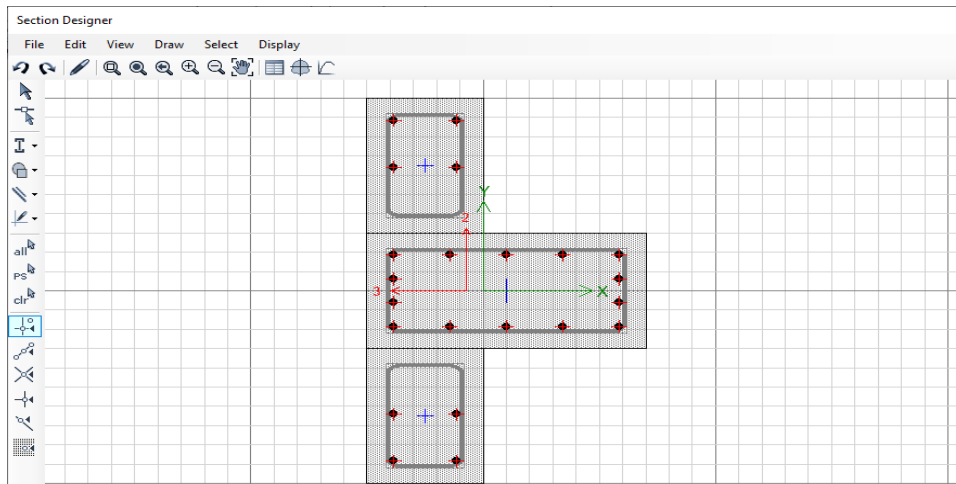 Section Designer
File Edit View Draw Select Display
all
PS
clr
Y
2
3
X